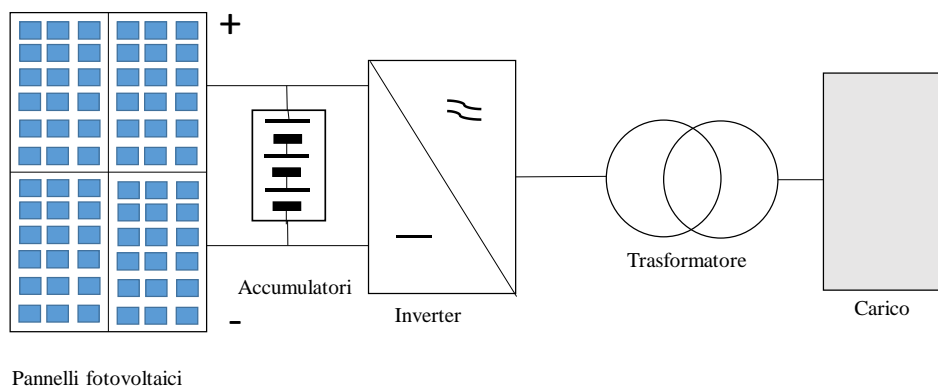 +
Accumulatori
Inverter
Trasformatore
Carico
-
Pannelli fotovoltaici